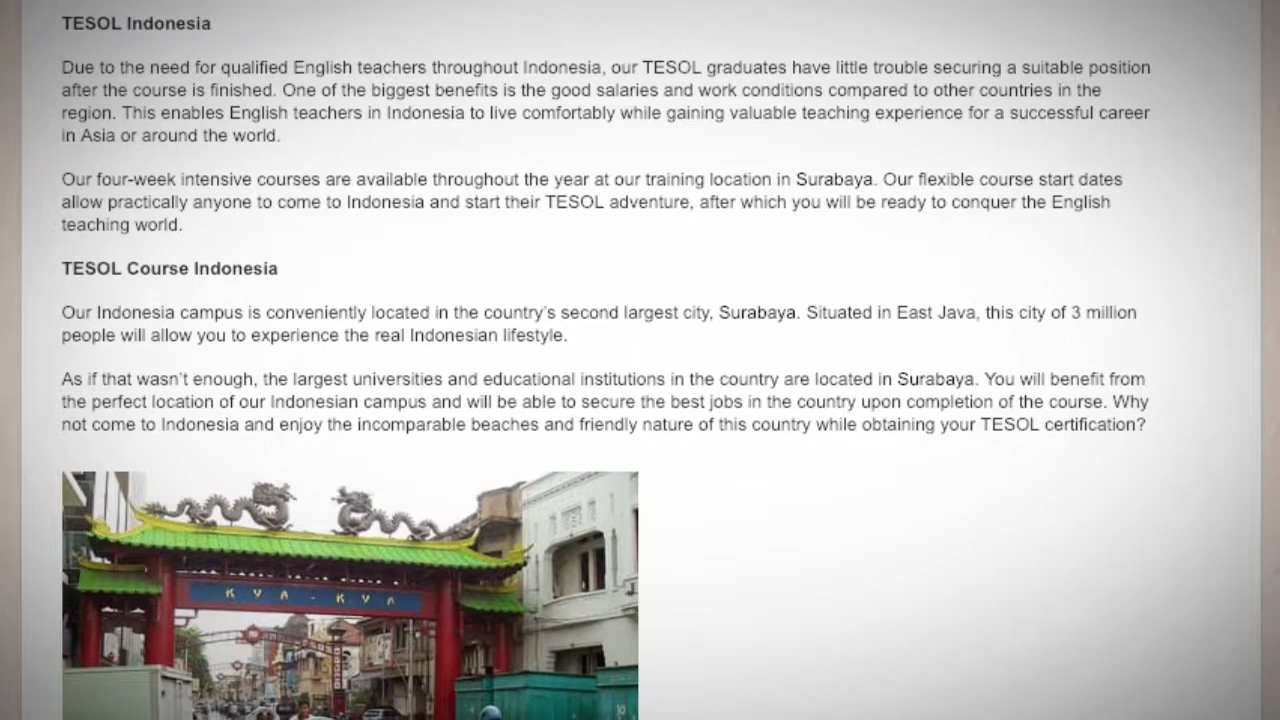 TESOL Indonesia
Due to the need for qualified English teachers throughout Indonesia, our TESOL graduates have little trouble securing a suitable position
after the course is finished. One of the biggest benefits is the good salaries and work conditions compared to other countries in the
region. This enables English teachers in Indonesia to live comfortably while gaining valuable teaching experience for a successful career
in Asia or around the world.
Our four-week intensive courses are available throughout the year at our training location in Surabaya. Our flexible course start dates
allow practically anyone to come to Indonesia and start their TESOL adventure, after which you will be ready to conquer the English
teaching world.
TESOL Course Indonesia
Our Indonesia campus is conveniently located in the country's second largest city, Surabaya. Situated in East Java, this city of 3 million
people will allow you to experience the real Indonesian lifestyle.
As if that wasn't enough, the largest universities and educational institutions in the country are located in Surabaya. You will benefit from
the perfect location of our Indonesian campus and will be able to secure the best jobs in the country upon completion of the course. Why
not come to Indonesia and enjoy the incomparable beaches and friendly nature of this country while obtaining your TESOL certification?
KYA-KYA